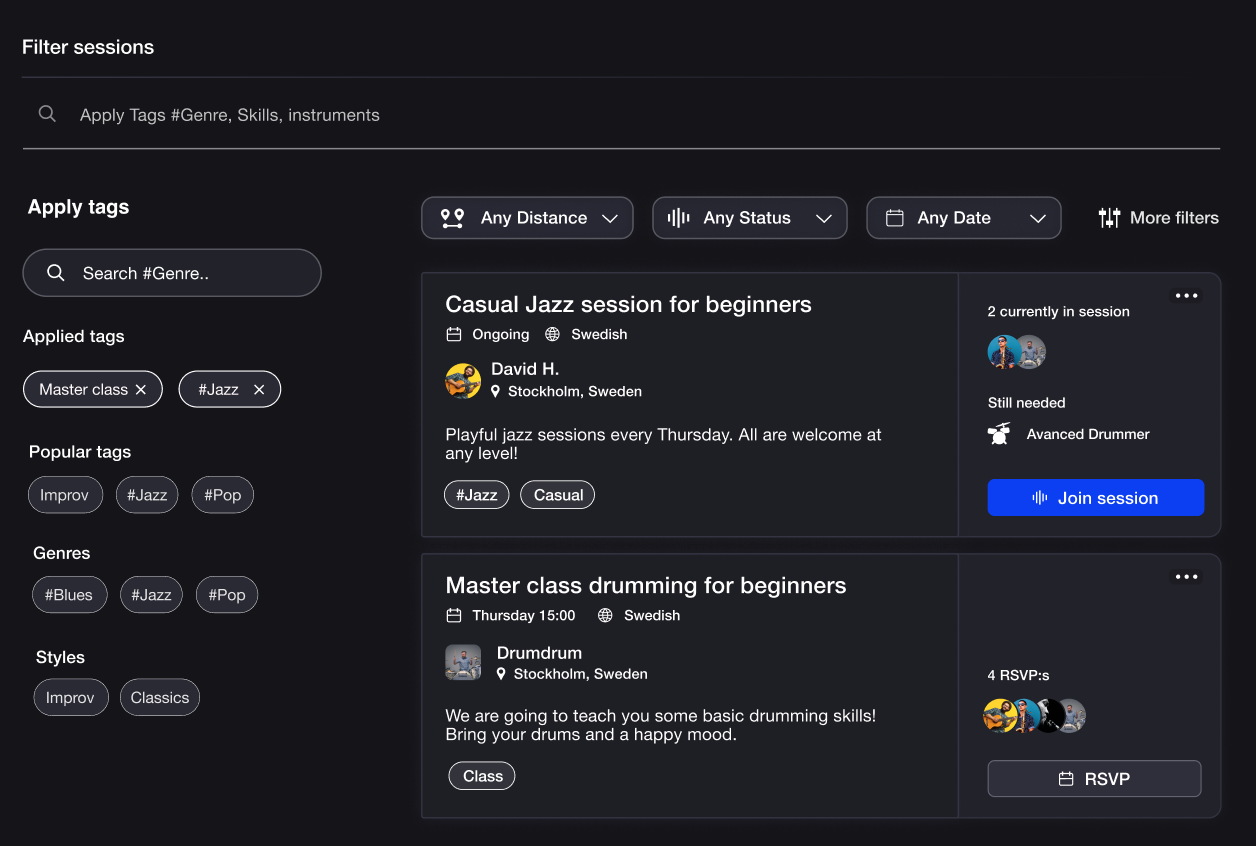 Filter sessions
Apply Tags #Genre, Skills, instruments
Apply tags
Search #Genre..
Applied tags
Master class
#Jazz
Popular tags
Improv
#Jazz
#Pop
Genres
#Blues
#Jazz
#Pop
Styles
Improv
Classics
Any Distance
Any Status
Any Date
More filters
Casual Jazz session for beginners
Ongoing
Swedish
David H.
Stockholm, Sweden
Playful jazz sessions every Thursday. All are welcome at
any level!
#Jazz
Casual
2 currently in session
Still needed
Avanced Drummer
Join session
Master class drumming for beginners
Thursday 15:00
Swedish
Drumdrum
Stockholm, Sweden
We are going to teach you some basic drumming skills!
Bring your drums and a happy mood.
Class
4 RSVP:s
RSVP